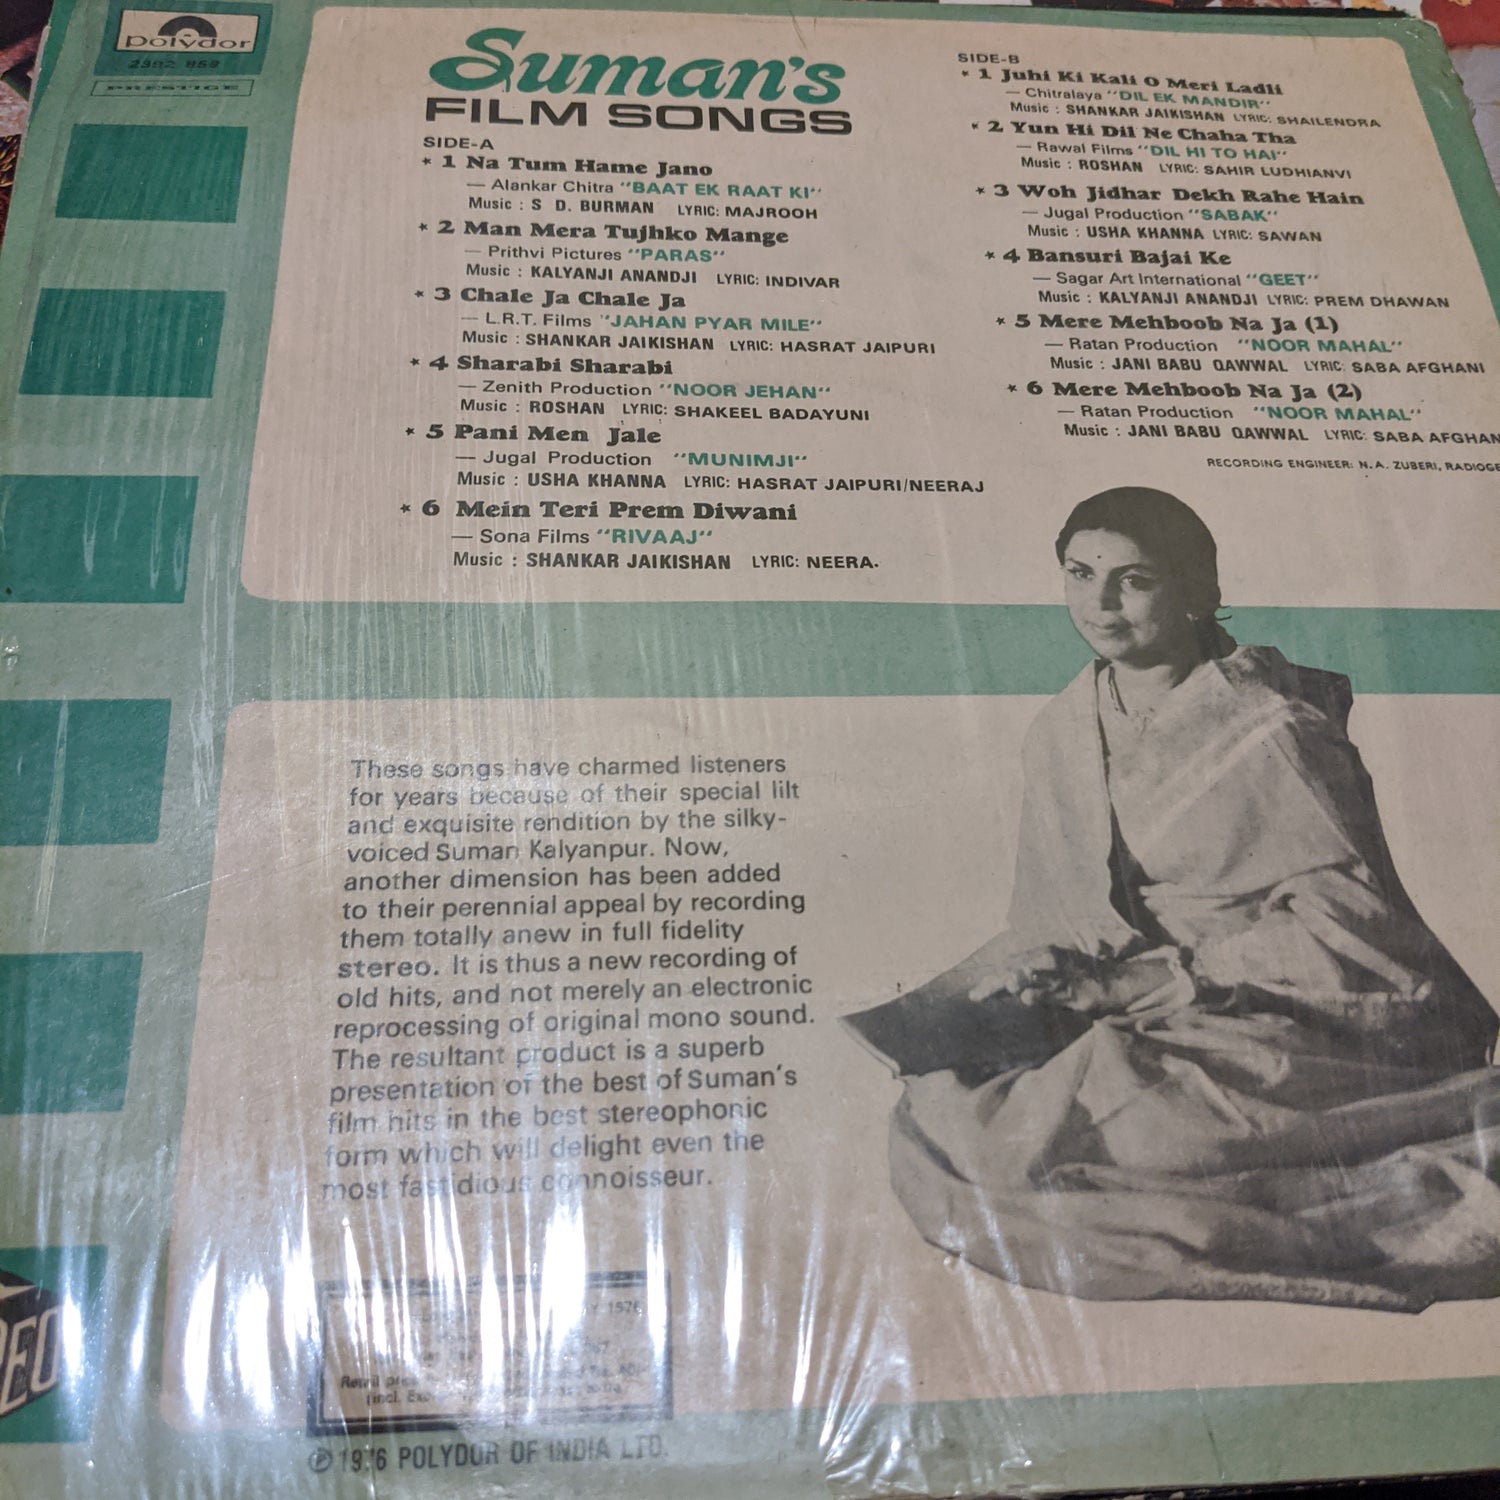 polydor
2392 859
PRESTIGE
Suman's
FILM SONGS
SIDE-A
* 1 Na Tum Hame Jano
— Alankar Chitra "BAAT EK RAAT KI"
Music : S D. BURMAN LYRIC: MAJROOH
* 2 Man Mera Tujhko Mange
— Prithvi Pictures "PARAS"
Music : KALYANJI ANANDJI LYRIC: INDIVAR
* 3 Chale Ja Chale Ja
— L.R.T. Films "JAHAN PYAR MILE"
Music : SHANKAR JAIKISHAN LYRIC: HASRAT JAIPURI
* 4 Sharabi Sharabi
— Zenith Production "NOOR JEHAN"
Music : ROSHAN LYRIC: SHAKEEL BADAYUNI
* 5 Pani Men Jale
— Jugal Production "MUNIMJI"
Music : USHA KHANNA LYRIC: HASRAT JAIPURI/NEERAJ
* 6 Mein Teri Prem Diwani
— Sona Films "RIVAAJ"
Music : SHANKAR JAIKISHAN LYRIC: NEERA.
SIDE-B
* 1 Juhi Ki Kali O Meri Ladli
— Chitralaya "DIL EK MANDIR"
Music : SHANKAR JAIKISHAN LYRIC: SHAILENDRA
* 2 Yun Hi Dil Ne Chaha Tha
— Rawal Films "DIL HI TO HAI"
Music : ROSHAN LYRIC: SAHIR LUDHIANVI
* 3 Woh Jidhar Dekh Rahe Hain
— Jugal Production "SABAK"
Music : USHA KHANNA LYRIC: SAWAN
* 4 Bansuri Bajai Ke
— Sagar Art International "GEET"
Music : KALYANJI ANANDJI LYRIC: PREM DHAWAN
* 5 Mere Mehboob Na Ja (1)
— Ratan Production "NOOR MAHAL"
Music : JANI BABU QAWWAL LYRIC: SABA AFGHANI
* 6 Mere Mehboob Na Ja (2)
— Ratan Production "NOOR MAHAL"
Music : JANI BABU QAWWAL LYRIC: SABA AFGHAN
RECORDING ENGINEER: N. A. ZUBERI, RADIOGE
These songs have charmed listeners
for years because of their special lilt
and exquisite rendition by the silky-
voiced Suman Kalyanpur. Now,
another dimension has been added
to their perennial appeal by recording
them totally anew in full fidelity
stereo. It is thus a new recording of
old hits, and not merely an electronic
reprocessing of original mono sound.
The resultant product is a superb
presentation of the best of Suman's
film hits in the best stereophonic
form which will delight even the
most fastidious connoisseur.
REO
1976
Retail
(incl.
℗ 1976 POLYDOR OF INDIA LTD.